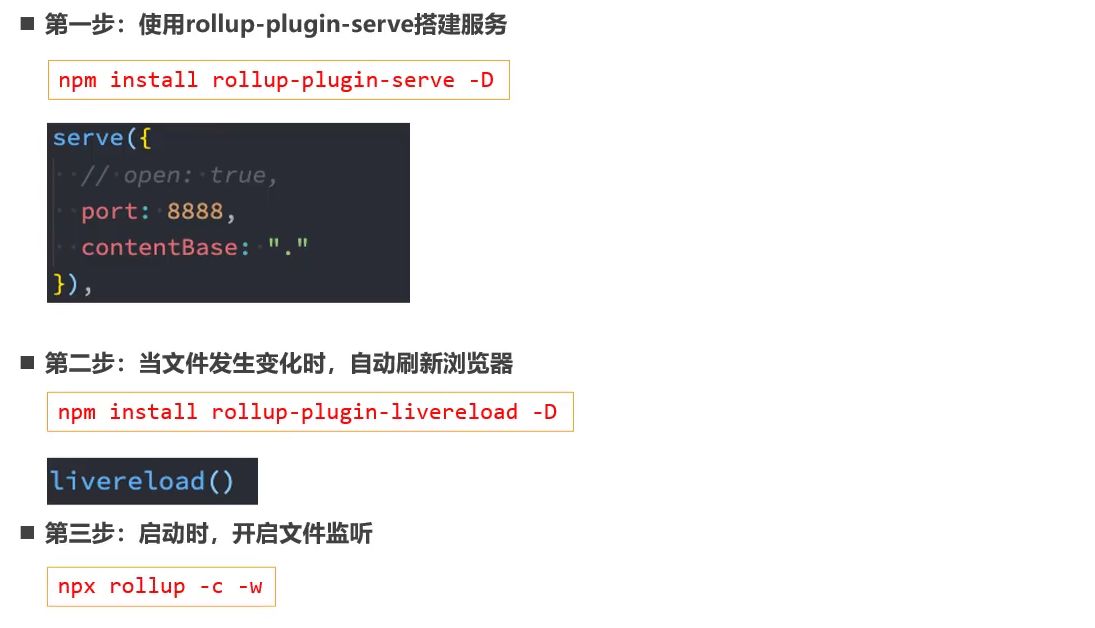 ■ 第一步：使用rollup-plugin-serve搭建服务
npm install rollup-plugin-serve -D
serve({
// open: true,
port: 8888,
contentBase: "."
}),
■ 第二步：当文件发生变化时，自动刷新浏览器
npm install rollup-plugin-livereload -D
livereload()
■ 第三步：启动时，开启文件监听
npx rollup -c -w